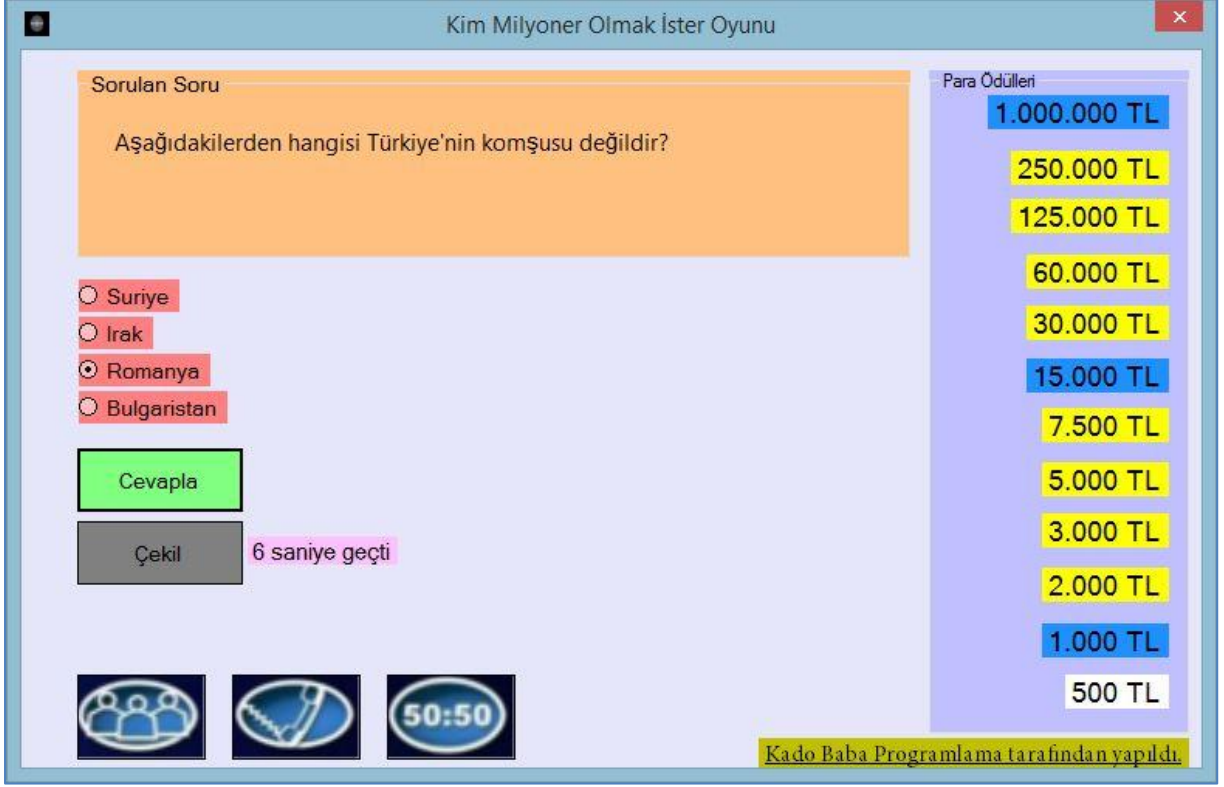 Kim Milyoner Olmak İster Oyunu
Sorulan Soru
Aşağıdakilerden hangisi Türkiye'nin komşusu değildir?
Suriye
Irak
Romanya
Bulgaristan
Cevapla
Çekil
6 saniye geçti
50:50
Para Ödülleri
1.000.000 TL
250.000 TL
125.000 TL
60.000 TL
30.000 TL
15.000 TL
7.500 TL
5.000 TL
3.000 TL
2.000 TL
1.000 TL
500 TL
Kado Baba Programlama tarafından yapıldı.